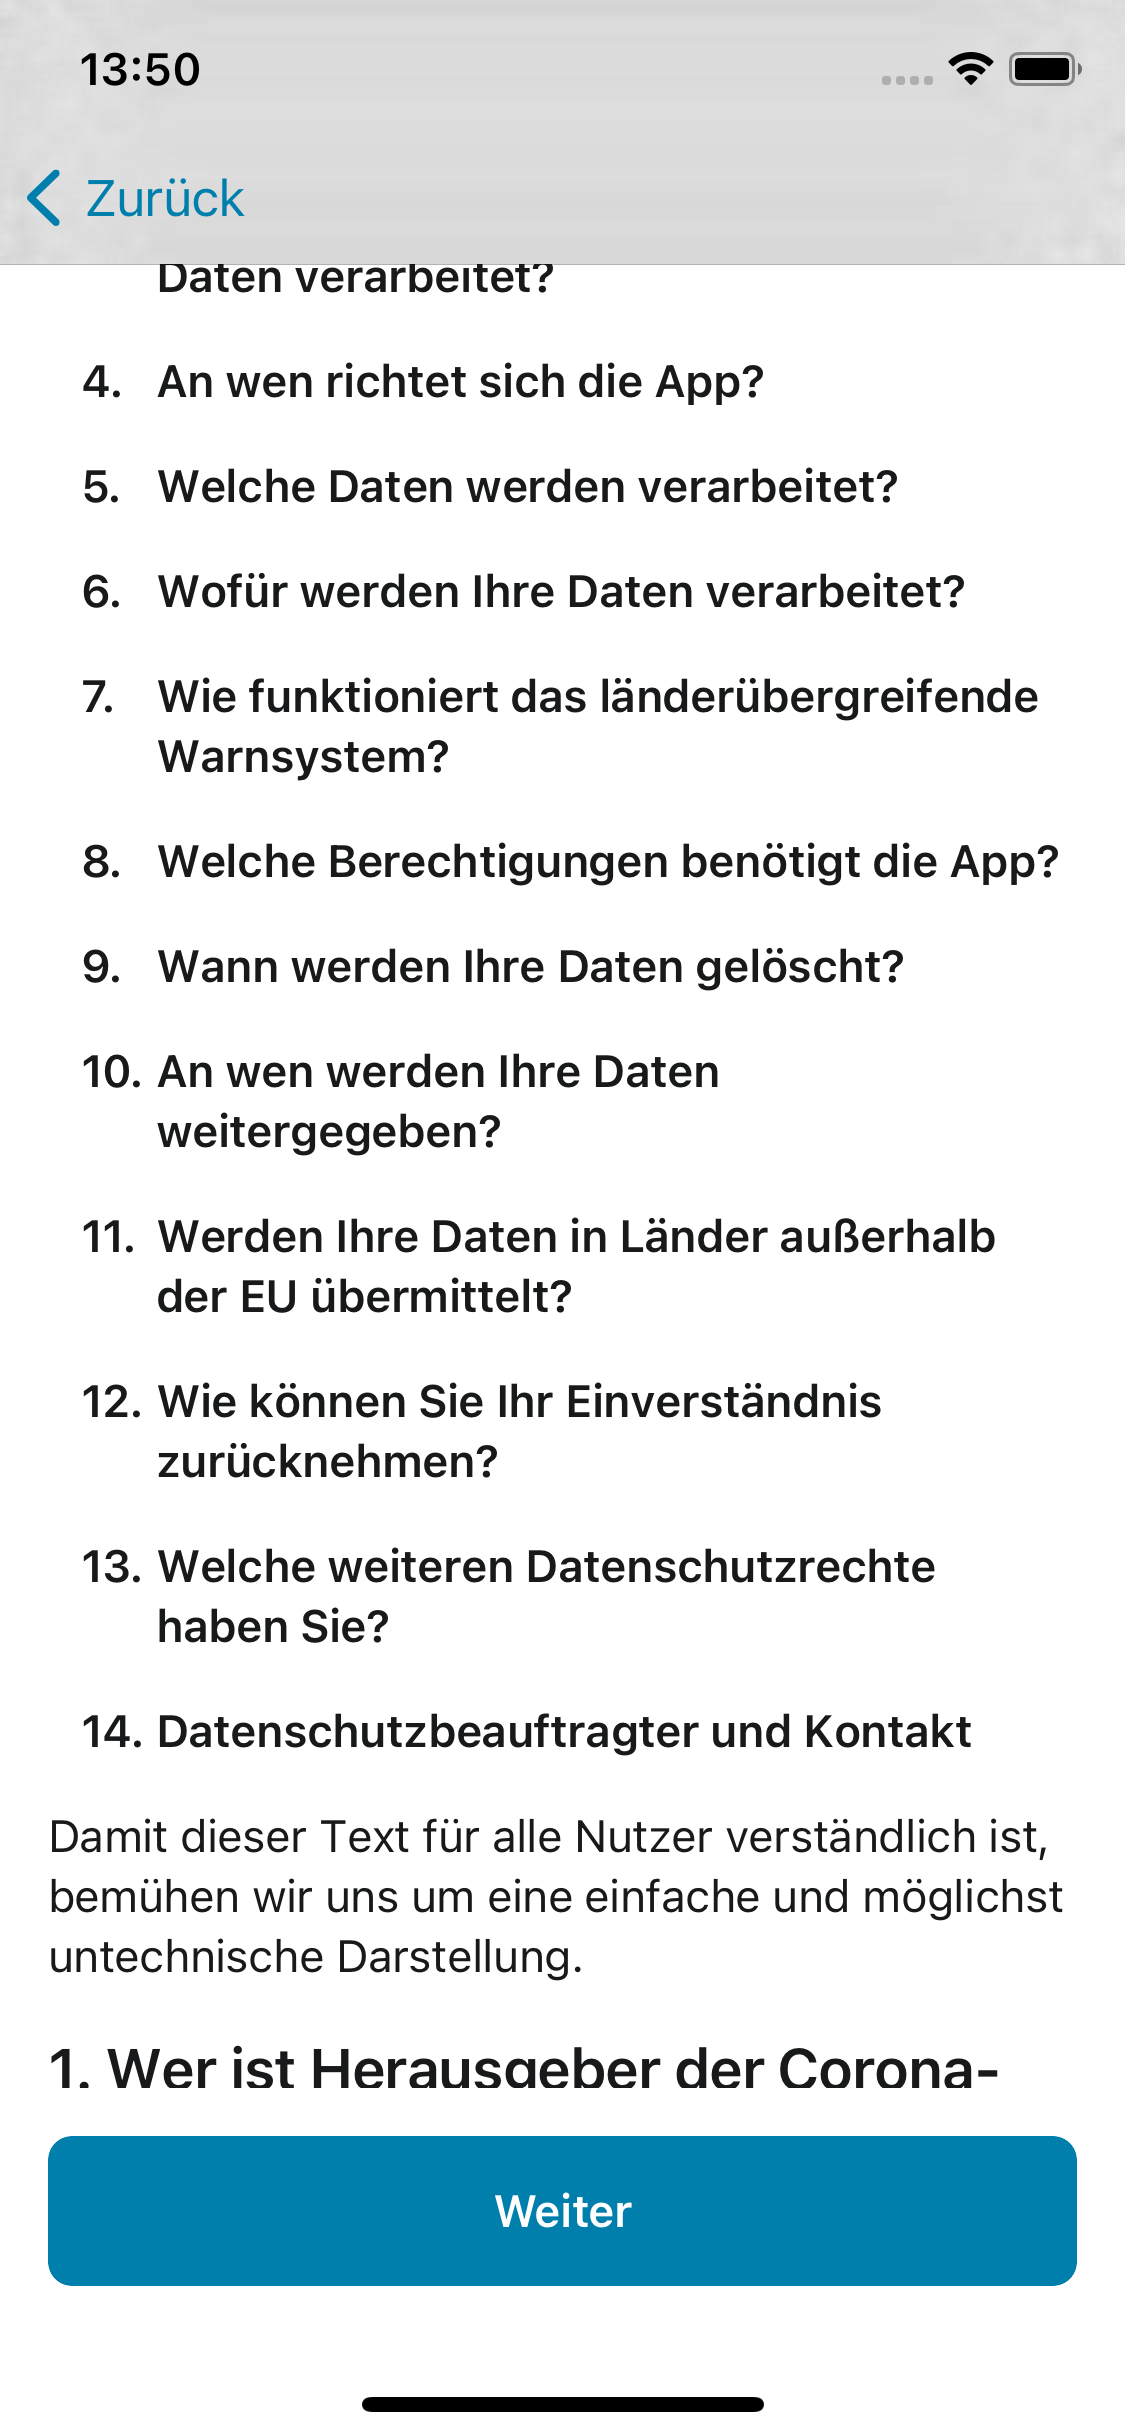 13:50
Zurück
Daten verarbeitet?
4. An wen richtet sich die App?
5. Welche Daten werden verarbeitet?
6. Wofür werden Ihre Daten verarbeitet?
7. Wie funktioniert das länderübergreifende
Warnsystem?
8. Welche Berechtigungen benötigt die App?
9. Wann werden Ihre Daten gelöscht?
10. An wen werden Ihre Daten
weitergegeben?
11. Werden Ihre Daten in Länder außerhalb
der EU übermittelt?
12. Wie können Sie Ihr Einverständnis
zurücknehmen?
13. Welche weiteren Datenschutzrechte
haben Sie?
14. Datenschutzbeauftragter und Kontakt
Damit dieser Text für alle Nutzer verständlich ist,
bemühen wir uns um eine einfache und möglichst
untechnische Darstellung.
1. Wer ist Herausgeber der Corona-
Weiter